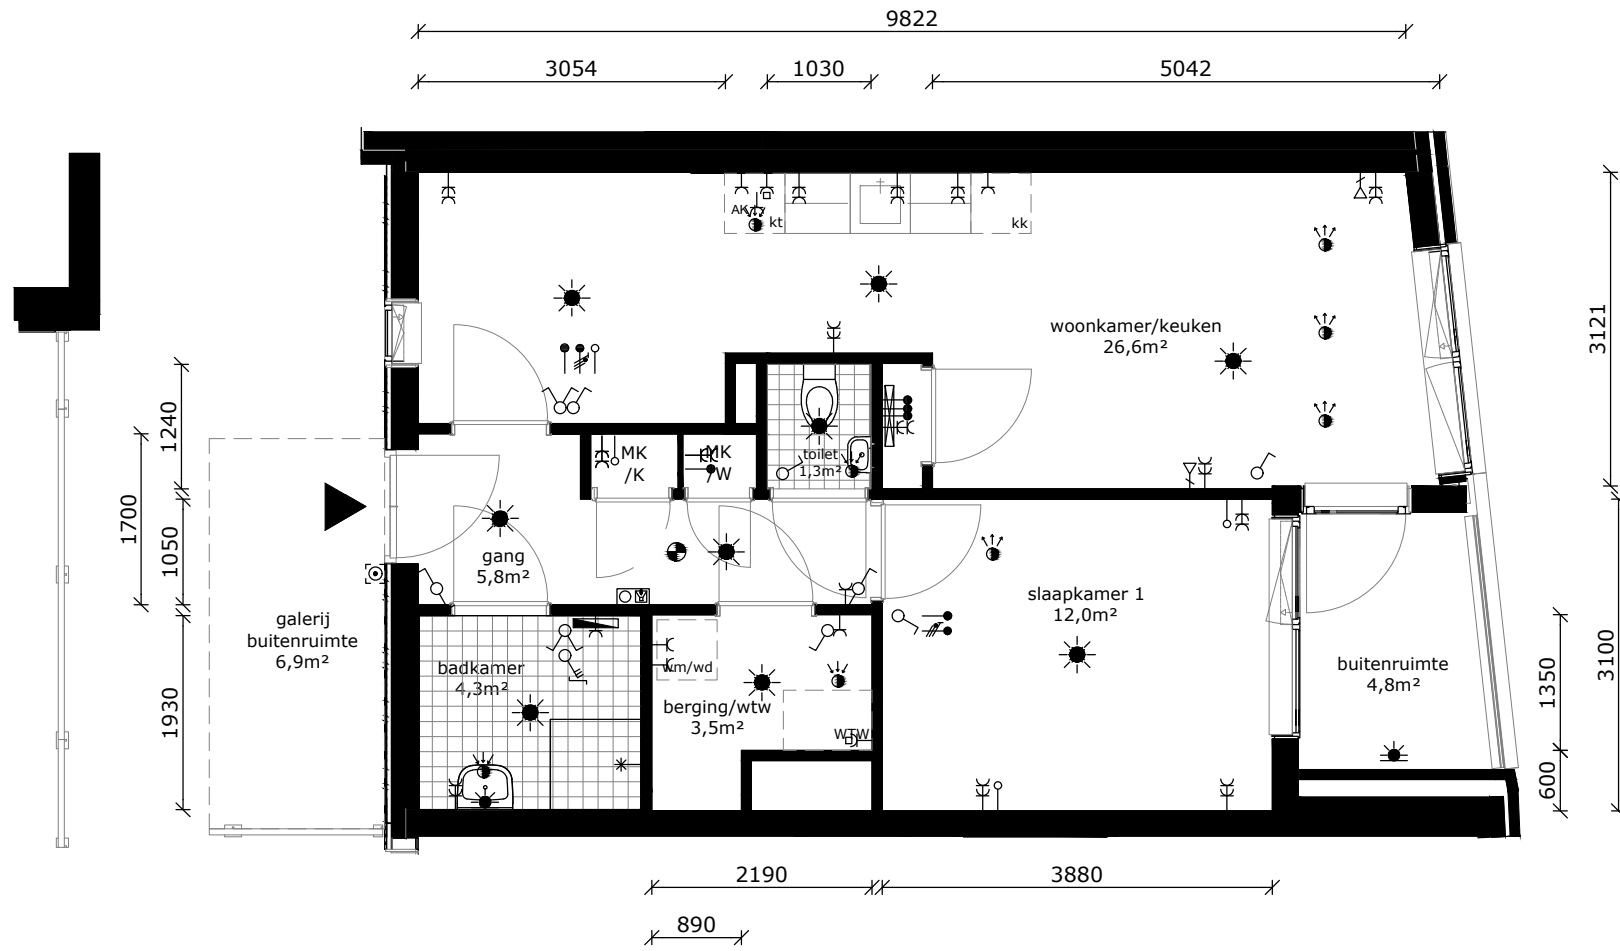 9822
3054
1030
5042
AK
kt
kk
woonkamer/keuken
26,6m²
3121
1240
1700
1050
MK
/K
MK
/W
toilet
1,3m²
gang
5,8m²
slaapkamer 1
12,0m²
galerij
buitenruimte
6,9m²
badkamer
4,3m²
wm/wd
berging/wtw
3,5m²
WTW
buitenruimte
4,8m²
1930
1350
3100
600
2190
3880
890